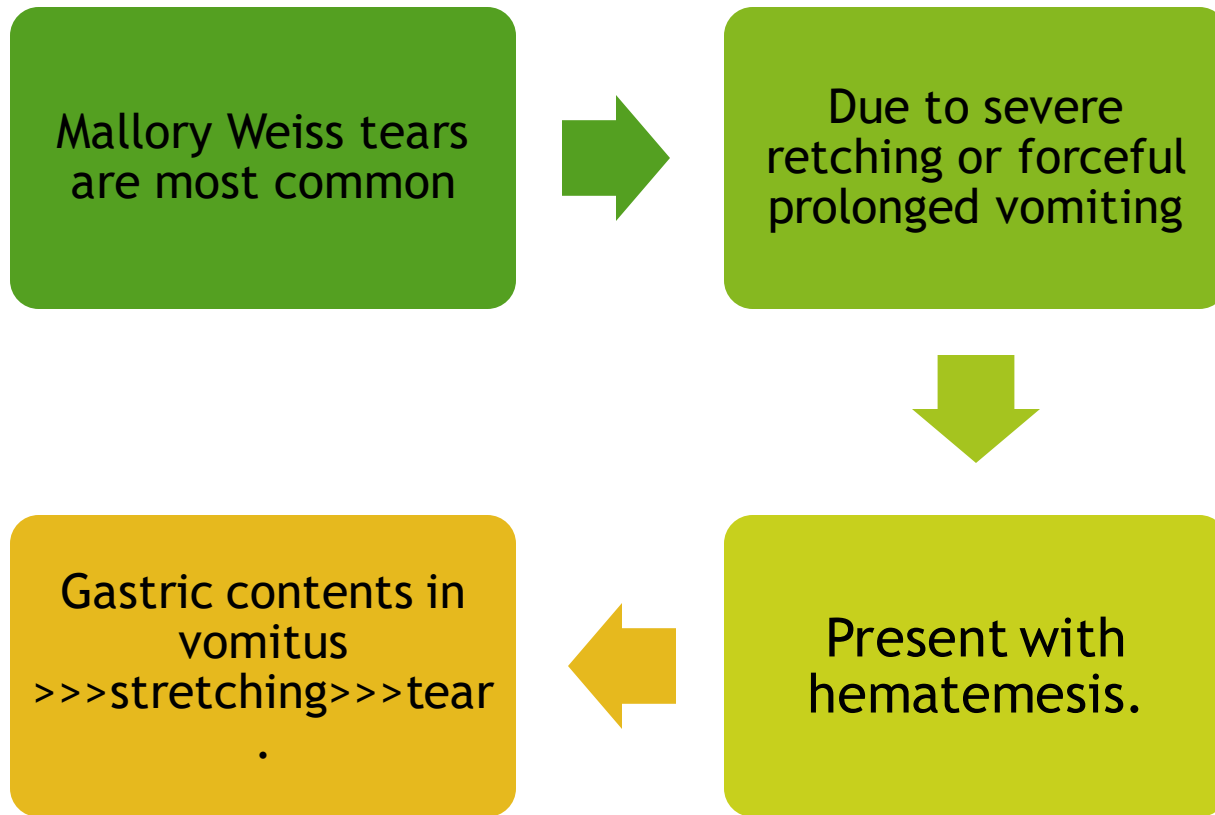 Mallory Weiss tears
are most common
Due to severe
retching or forceful
prolonged vomiting
Present with
hematemesis.
Gastric contents in
vomitus
>>>stretching>>>tear
.